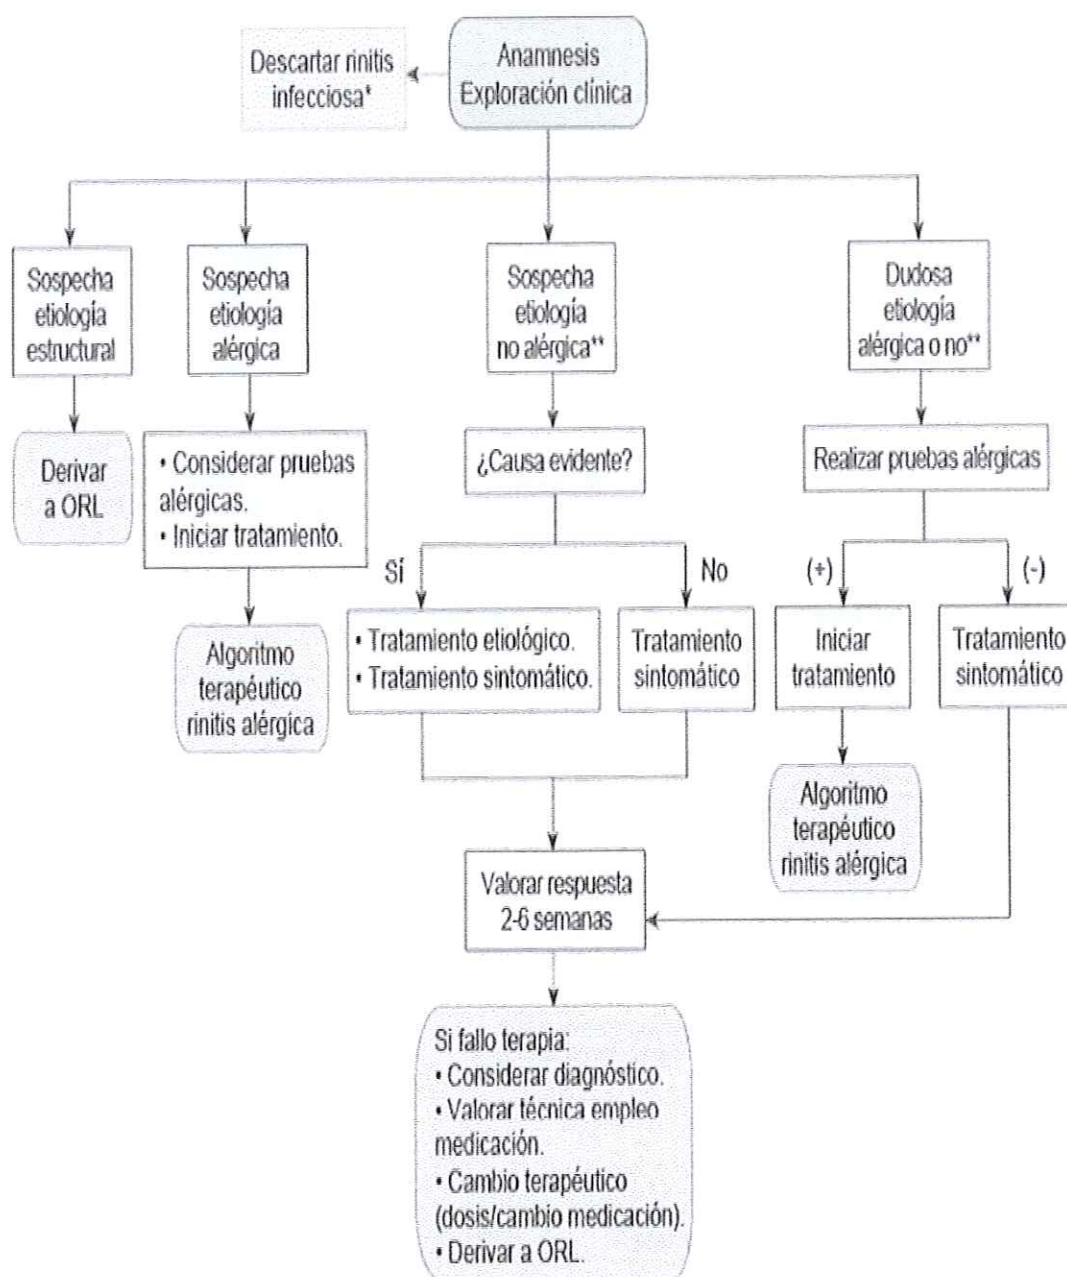 Descartar rinitis
infecciosa*
Anamnesis
Exploración clínica
Sospecha
etiología
estructural
Sospecha
etiología
alérgica
Sospecha
etiología
no alérgica**
Dudosa
etiología
alérgica o no**
Derivar
a ORL
• Considerar pruebas
alérgicas.
• Iniciar tratamiento.
¿Causa evidente?
Realizar pruebas alérgicas
Sí
No
(+)
(-)
Algoritmo
terapéutico
rinitis alérgica
• Tratamiento etiológico.
• Tratamiento sintomático.
Tratamiento
sintomático
Iniciar
tratamiento
Tratamiento
sintomático
Algoritmo
terapéutico
rinitis alérgica
Valorar respuesta
2-6 semanas
Si fallo terapia:
• Considerar diagnóstico.
• Valorar técnica empleo
medicación.
• Cambio terapéutico
(dosis/cambio medicación).
• Derivar a ORL.